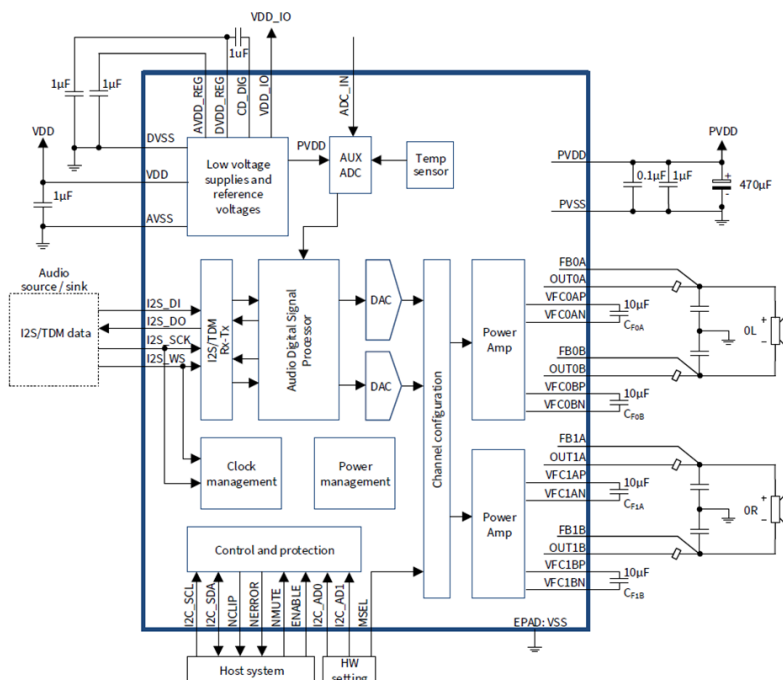 VDD_IO
1uF
1µF
1µF
AVDD_REG
DVDD_REG
CD_DIG
VDD_IO
ADC_IN
VDD
DVSS
VDD
1µF
AVSS
Low voltage
supplies and
reference
voltages
PVDD
AUX
ADC
Temp
sensor
PVDD
PVDD
0.1µF
1µF
+
470µF
-
PVSS
Audio
source / sink
I2S/TDM data
I2S_DI
I2S_DO
I2S_SCK
I2S_WS
I2S/TDM
Rx-Tx
Audio Digital Signal
Processor
DAC
DAC
Channel configuration
Power
Amp
FB0A
OUT0A
VFC0AP
VFC0AN
10µF
CF0A
FB0B
OUT0B
VFC0BP
VFC0BN
10µF
CF0B
+
0L
−
Clock
management
Power
management
Power
Amp
FB1A
OUT1A
VFC1AP
VFC1AN
10µF
CF1A
FB1B
OUT1B
VFC1BP
VFC1BN
10µF
CF1B
+
0R
−
Control and protection
I2C_SCL
I2C_SDA
NCLIP
NERROR
NMUTE
ENABLE
I2C_AD0
I2C_AD1
MSEL
EPAD: VSS
Host system
HW
setting